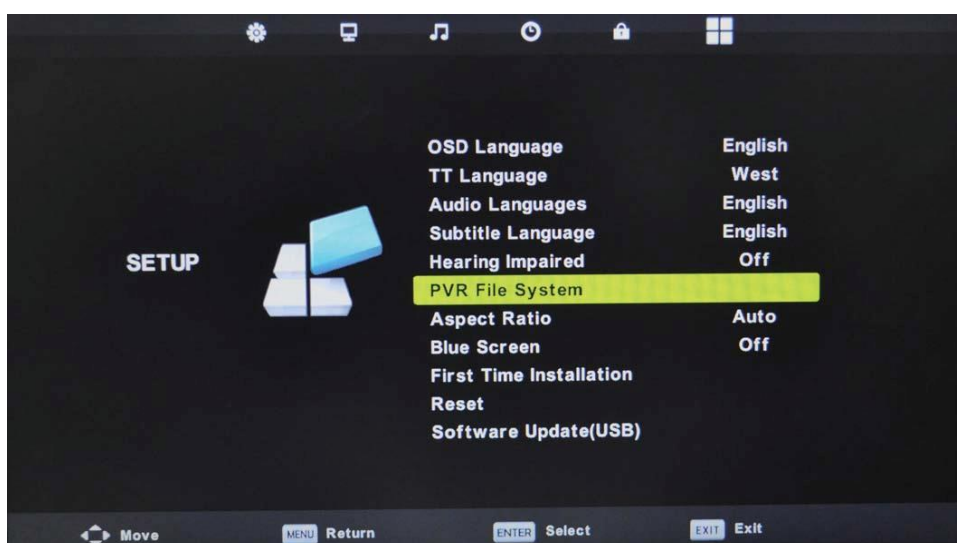 OSD Language English
TT Language West
Audio Languages English
Subtitle Language English
SETUP
Hearing Impaired Off
PVR File System
Aspect Ratio Auto
Blue Screen Off
First Time Installation
Reset
Software Update(USB)
Move MENU Return ENTER Select EXIT Exit